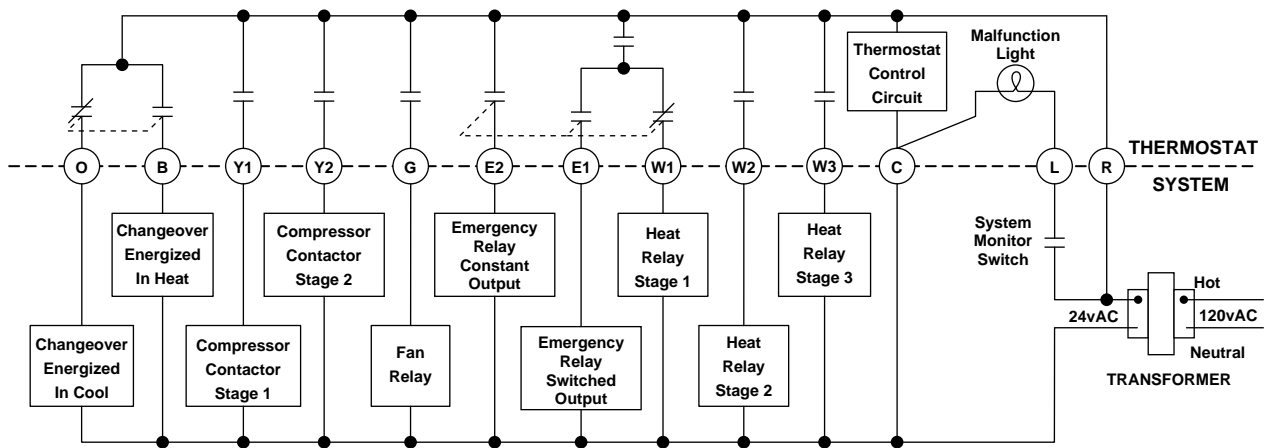 Thermostat
Control
Circuit
Malfunction
Light
O
B
Y1
Y2
G
E2
E1
W1
W2
W3
C
L
R
THERMOSTAT
SYSTEM
Changeover
Energized
In Heat
Compressor
Contactor
Stage 2
Emergency
Relay
Constant
Output
Heat
Relay
Stage 1
Heat
Relay
Stage 3
System
Monitor
Switch
Hot
24vAC
120vAC
Neutral
TRANSFORMER
Changeover
Energized
In Cool
Compressor
Contactor
Stage 1
Fan
Relay
Emergency
Relay
Switched
Output
Heat
Relay
Stage 2